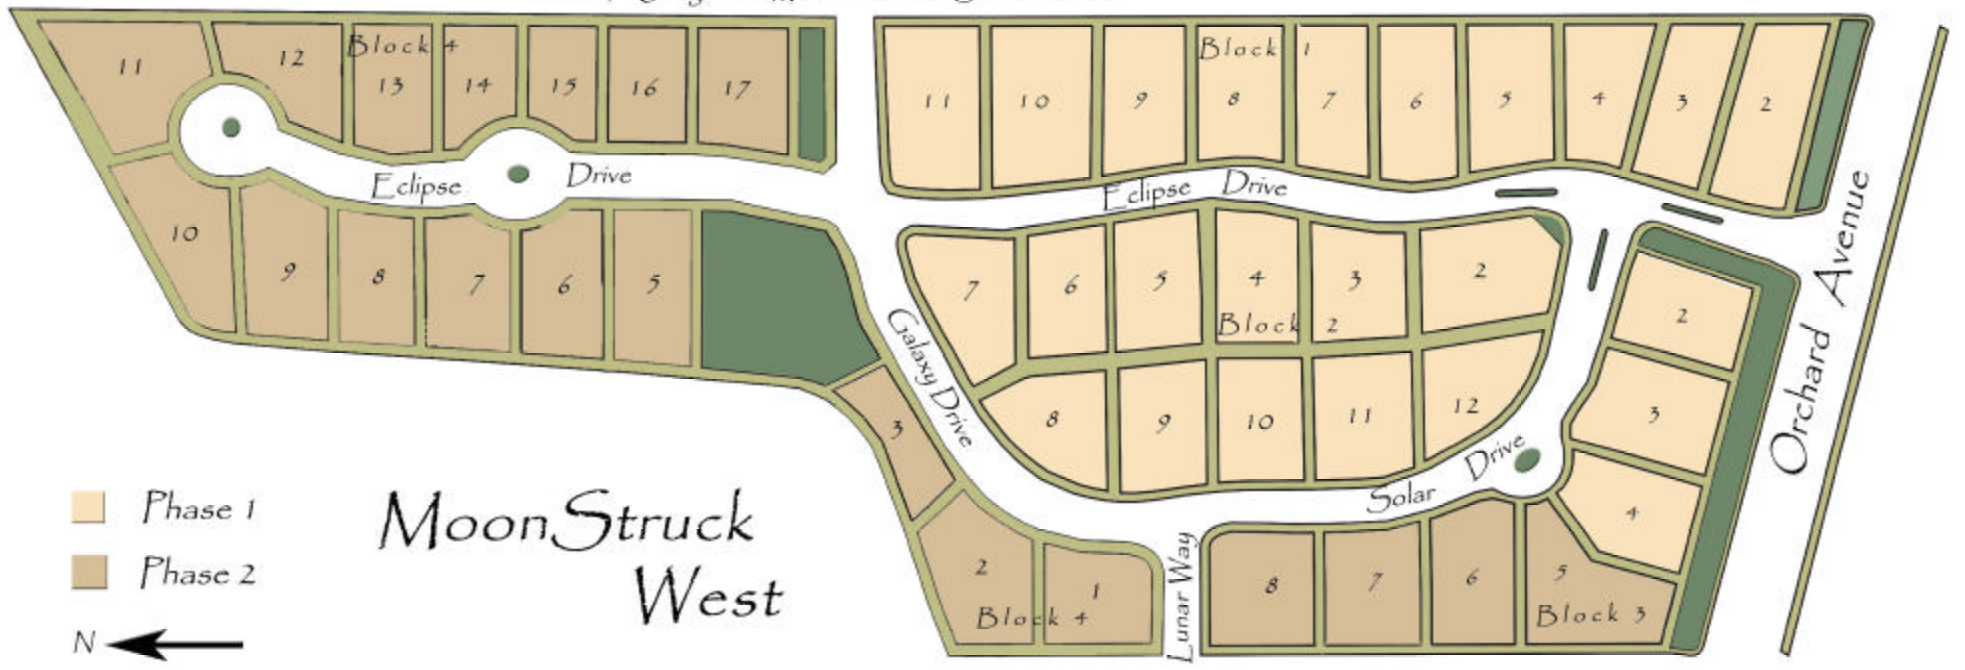 Block 4
11
12
13
14
15
16
17
Block 1
11
10
9
8
7
6
5
4
3
2
Eclipse Drive
Eclipse Drive
10
9
8
7
6
5
7
6
5
4
3
2
Block 2
8
9
10
11
12
Galaxy Drive
Solar Drive
Orchard Avenue
2
3
4
3
2
1
Block 4
Lunar Way
8
7
6
5
Block 3
Phase 1
Phase 2
MoonStruck
West
N